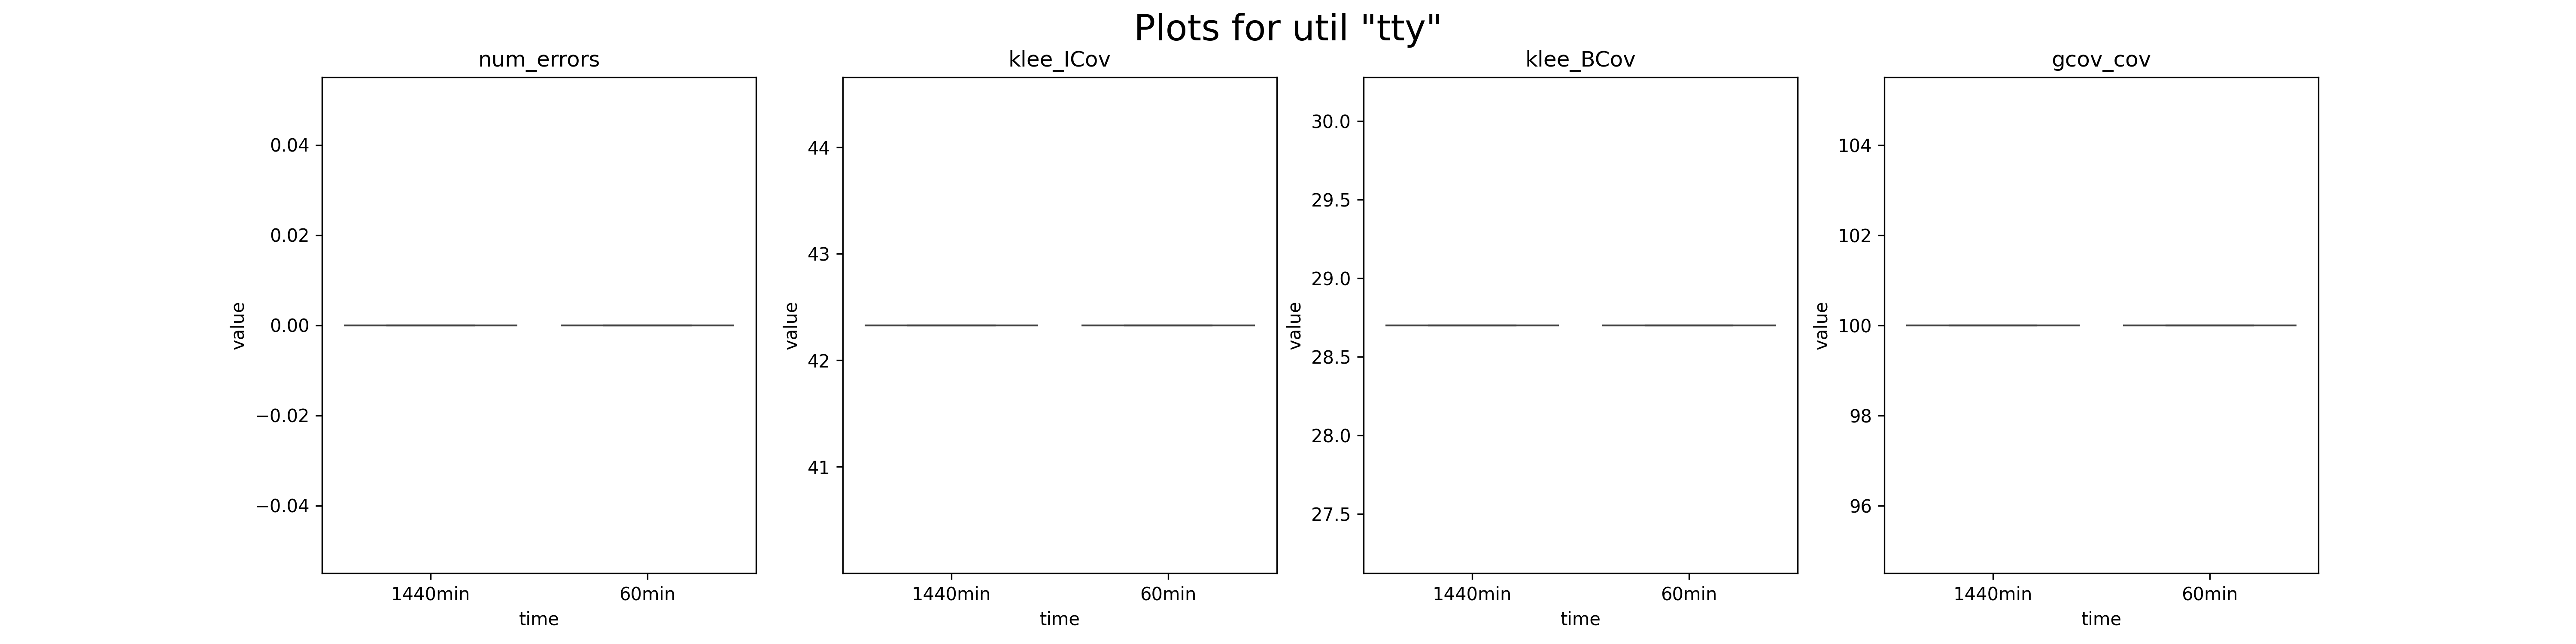 Plots for util "tty"
num_errors
0.04
0.02
0.00
−0.02
−0.04
value
1440min
60min
time
klee_ICov
44
43
42
41
value
1440min
60min
time
klee_BCov
30.0
29.5
29.0
28.5
28.0
27.5
value
1440min
60min
time
gcov_cov
104
102
100
98
96
value
1440min
60min
time